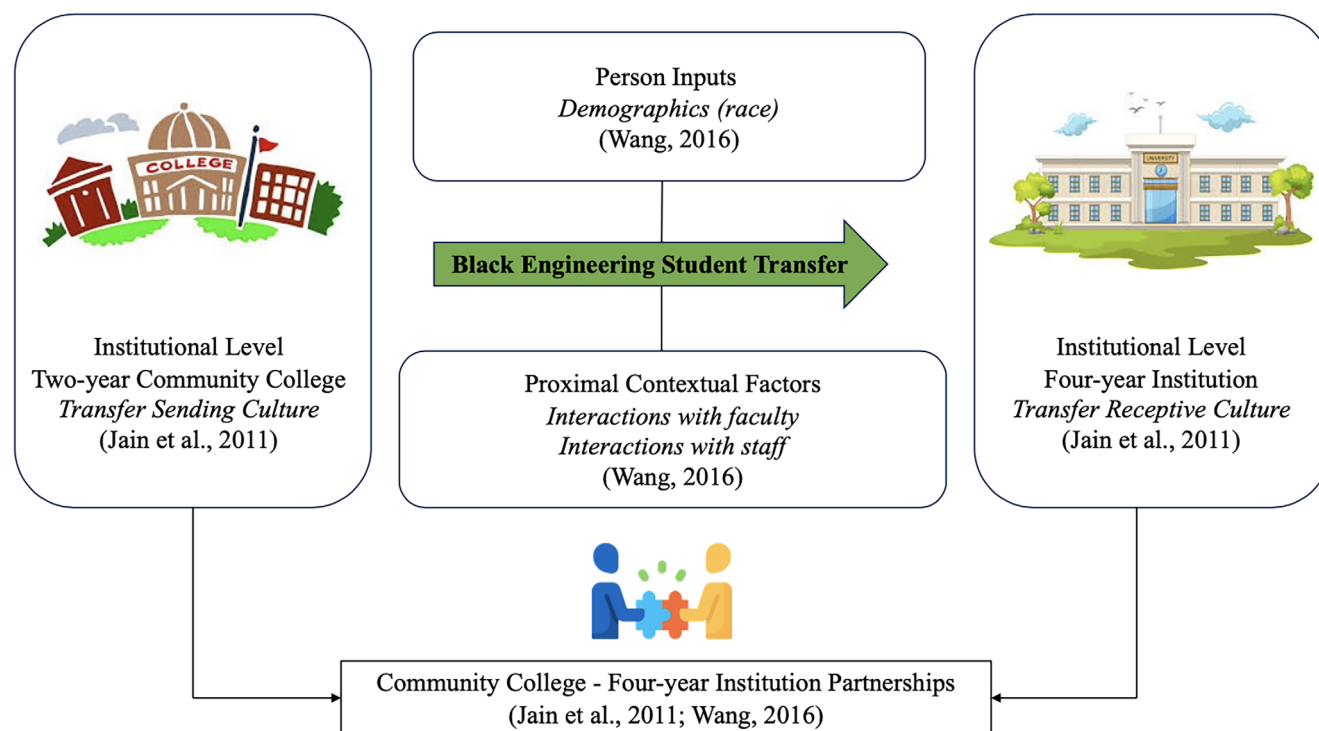 COLLEGE
Institutional Level
Two-year Community College
Transfer Sending Culture
(Jain et al., 2011)
Person Inputs
Demographics (race)
(Wang, 2016)
Black Engineering Student Transfer
Proximal Contextual Factors
Interactions with faculty
Interactions with staff
(Wang, 2016)
UNIVERSITY
Institutional Level
Four-year Institution
Transfer Receptive Culture
(Jain et al., 2011)
Community College - Four-year Institution Partnerships
(Jain et al., 2011; Wang, 2016)